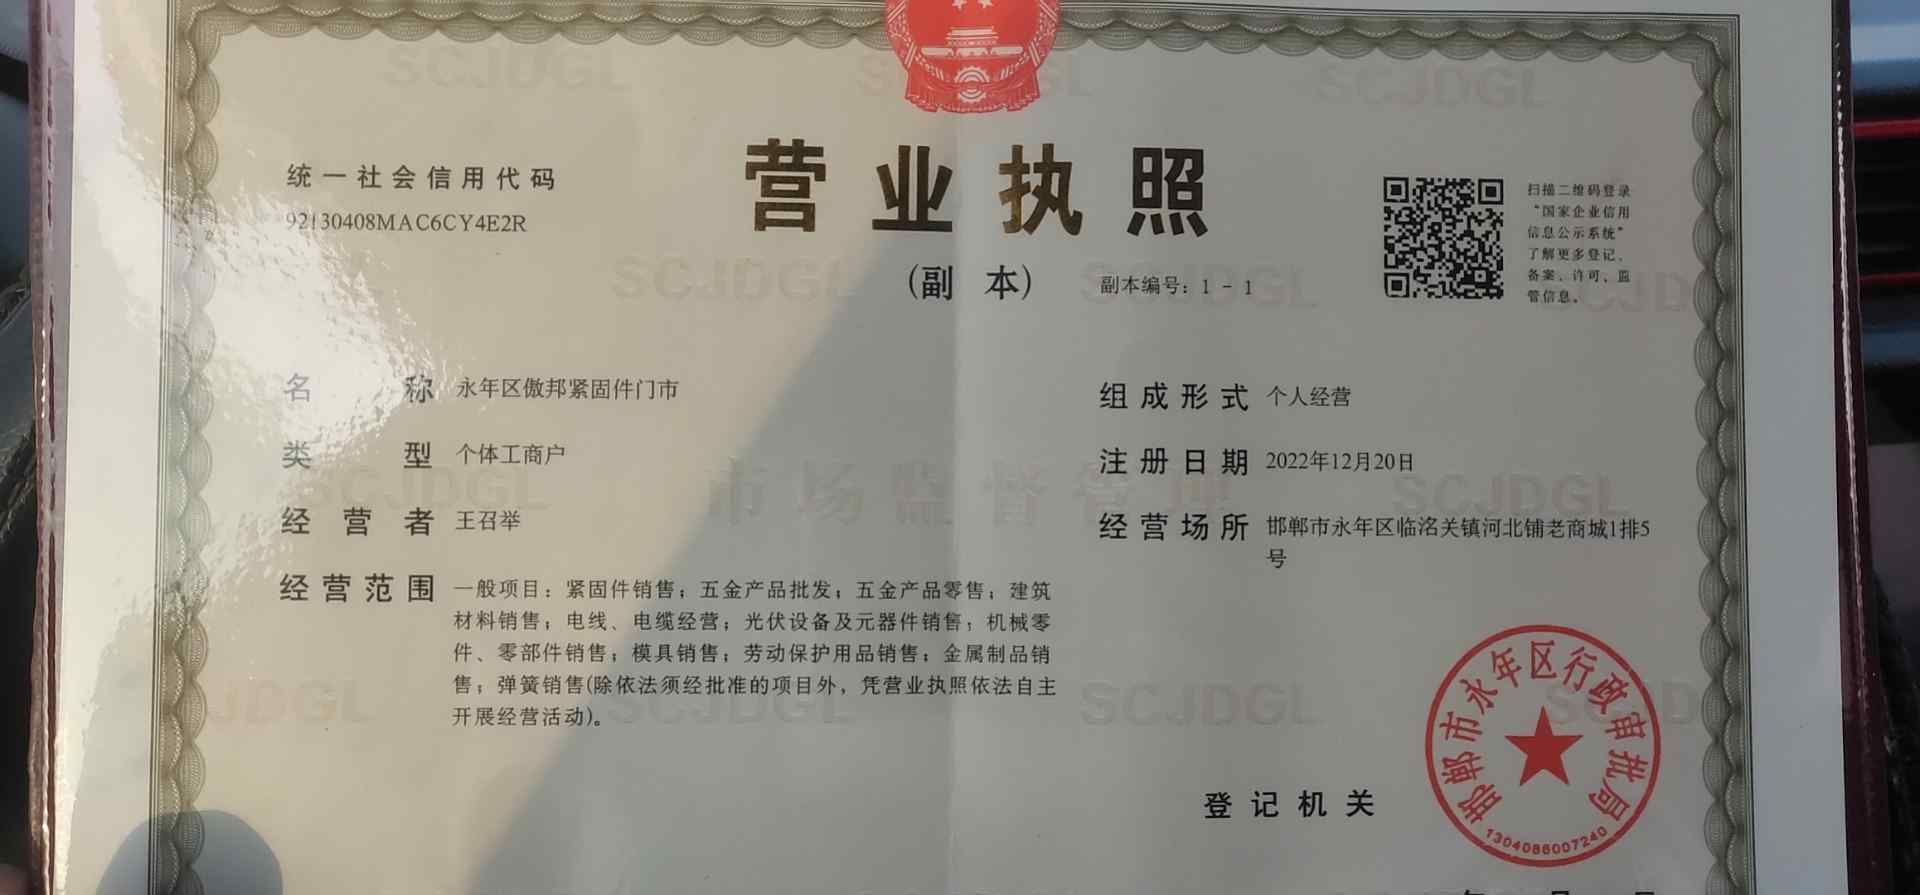 营业执照
（副 本）
副本编号：1－1
统一社会信用代码
92130408MAC6CY4E2R
扫描二维码登录
“国家企业信用
信息公示系统”
了解更多登记、
备案、许可、监
管信息。
名 称 永年区傲邦紧固件门市
类 型 个体工商户
经 营 者 王召举
经营范围 一般项目：紧固件销售；五金产品批发；五金产品零售；建筑
材料销售；电线、电缆经营；光伏设备及元器件销售；机械零
件、零部件销售；模具销售；劳动保护用品销售；金属制品销
售；弹簧销售(除依法须经批准的项目外，凭营业执照依法自主
开展经营活动)。
组成形式 个人经营
注册日期 2022年12月20日
经营场所 邯郸市永年区临洺关镇河北铺老商城1排5
号
登记机关
邯郸市永年区行政审批局
1304086007240
SCJDGL
市场监督管理